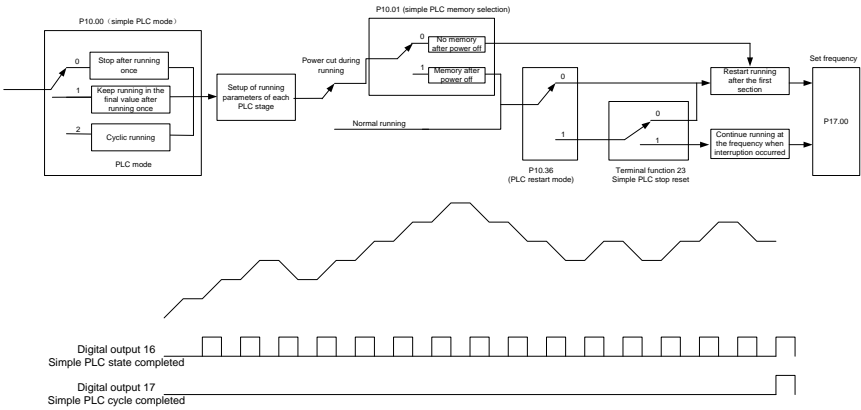 P10.00（simple PLC mode）
0
Stop after running
once
1
Keep running in the
final value after
running once
2
Cyclic running
PLC mode
Setup of running
parameters of each
PLC stage
Power cut during
running
Normal running
P10.01 (simple PLC memory selection)
0
No memory
after power off
1
Memory after
power off
0
1
P10.36
(PLC restart mode)
0
1
Terminal function 23
Simple PLC stop reset
Restart running
after the first
section
Continue running at
the frequency when
interruption occurred
Set frequency
P17.00
Digital output 16
Simple PLC state completed
Digital output 17
Simple PLC cycle completed